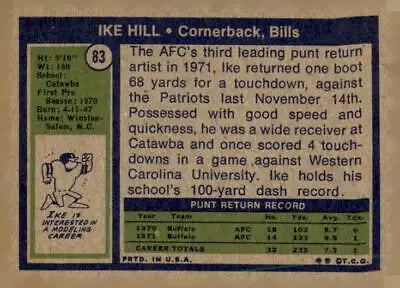 IKE HILL • Cornerback, Bills
83
Ht: 5'10"
Wt: 180
School:
Catawba
First Pro
Season: 1970
Born: 4-15-47
Home: Winston-
Salem, N.C.
IKE IS
INTERESTED IN
A MODELING
CAREER
The AFC's third leading punt return
artist in 1971, Ike returned one boot
68 yards for a touchdown, against
the Patriots last November 14th.
Possessed with good speed and
quickness, he was a wide receiver at
Catawba and once scored 4 touch-
downs in a game against Western
Carolina University. Ike holds his
school's 100-yard dash record.
PUNT RETURN RECORD
Year Team No. Yds. Avg. TDs
1970 Buffalo AFC
1971 Buffalo AFC 1
CAREER TOTALS 32 1
PRTD. IN U.S.A.
T.C.G.